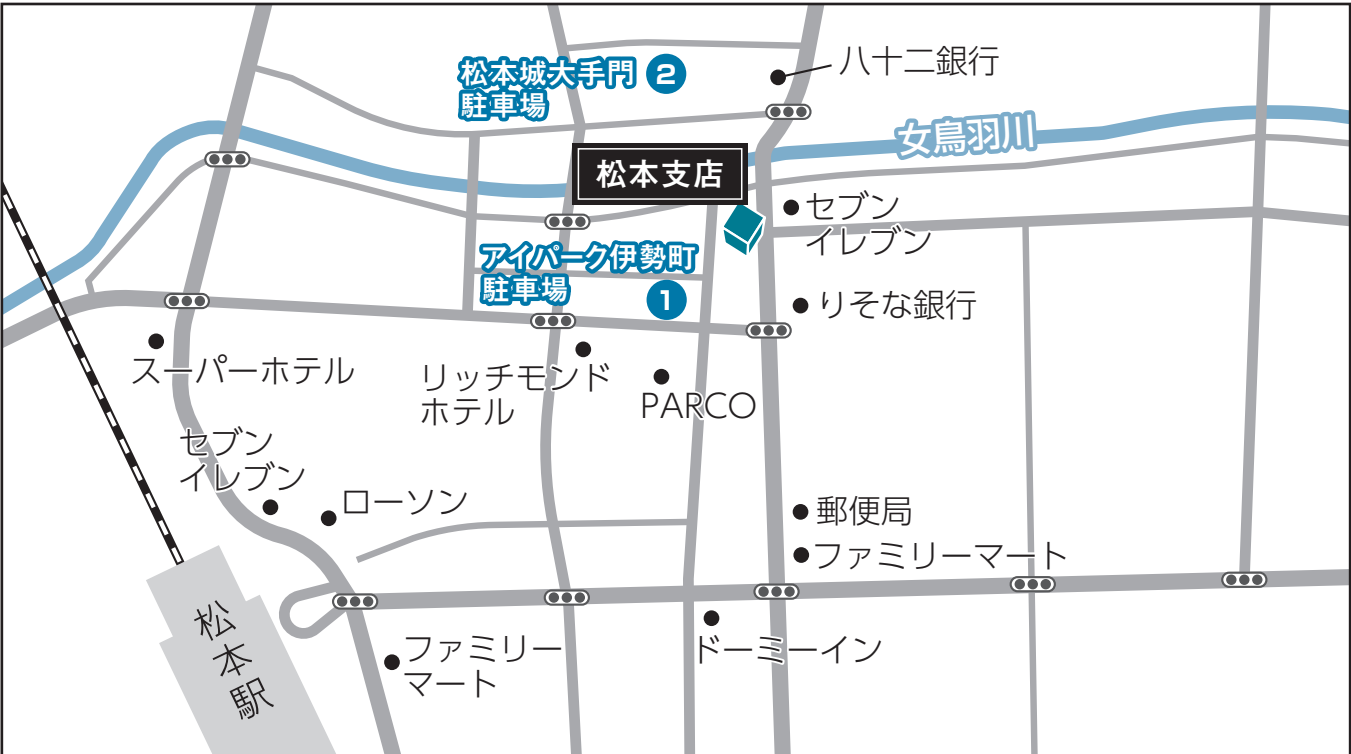 八十二銀行
松本城大手門
駐車場
2
女鳥羽川
松本支店
セブン
イレブン
アイパーク伊勢町
駐車場
1
りそな銀行
スーパーホテル
リッチモンド
ホテル
PARCO
セブン
イレブン
ローソン
郵便局
ファミリーマート
松本駅
ファミリー
マート
ドーミーイン